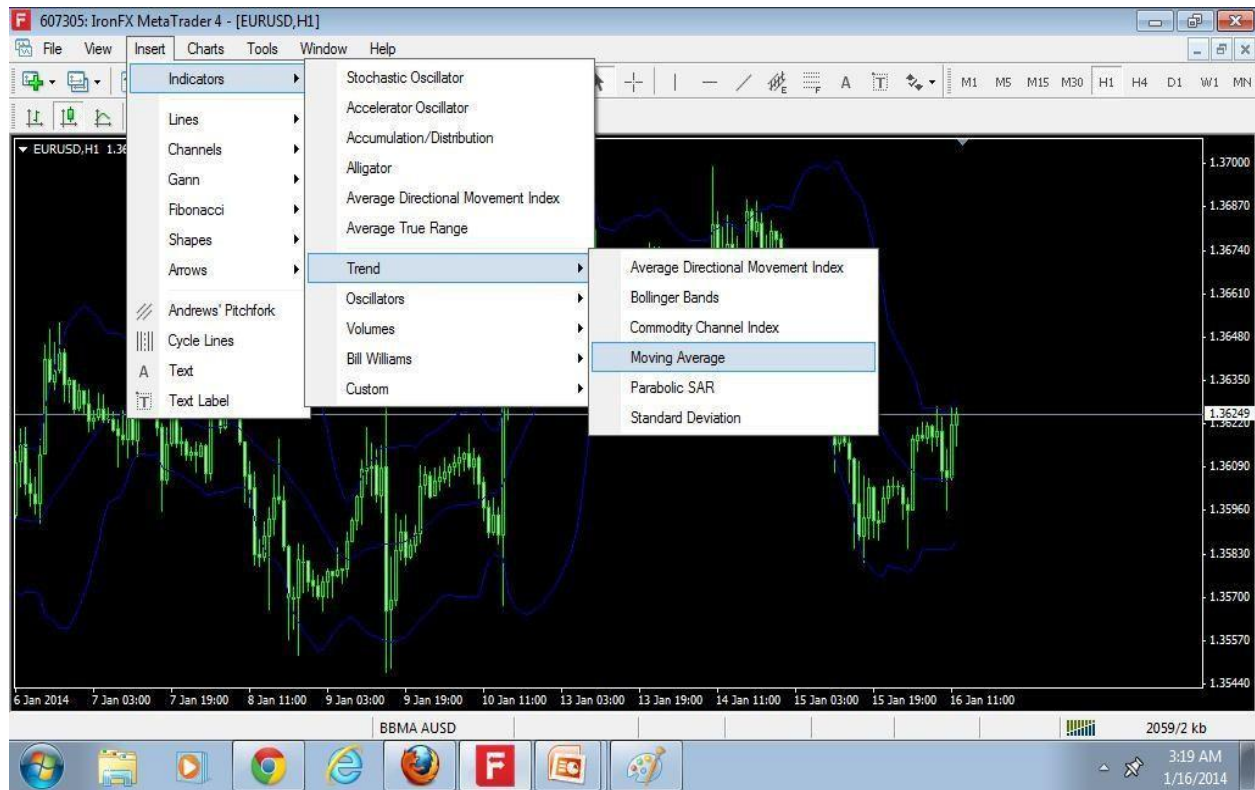 607305: IronFX MetaTrader 4 - [EURUSD,H1]
File View Insert Charts Tools Window Help
A T M1 M5 M15 M30 H1 H4 D1 W1 MN
EURUSD,H1 1.36
Indicators
Lines
Channels
Gann
Fibonacci
Shapes
Arrows
Andrews' Pitchfork
Cycle Lines
A Text
T Text Label
Stochastic Oscillator
Accelerator Oscillator
Accumulation/Distribution
Alligator
Average Directional Movement Index
Average True Range
Trend
Oscillators
Volumes
Bill Williams
Custom
Average Directional Movement Index
Bollinger Bands
Commodity Channel Index
Moving Average
Parabolic SAR
Standard Deviation
1.37000
1.36870
1.36740
1.36610
1.36480
1.36350
1.36249
1.36220
1.36090
1.35960
1.35830
1.35700
1.35570
1.35440
6 Jan 2014 7 Jan 03:00 7 Jan 19:00 8 Jan 11:00 9 Jan 03:00 9 Jan 19:00 10 Jan 11:00 13 Jan 03:00 13 Jan 19:00 14 Jan 11:00 15 Jan 03:00 15 Jan 19:00 16 Jan 11:00
BBMA AUSD 2059/2 kb
3:19 AM
1/16/2014